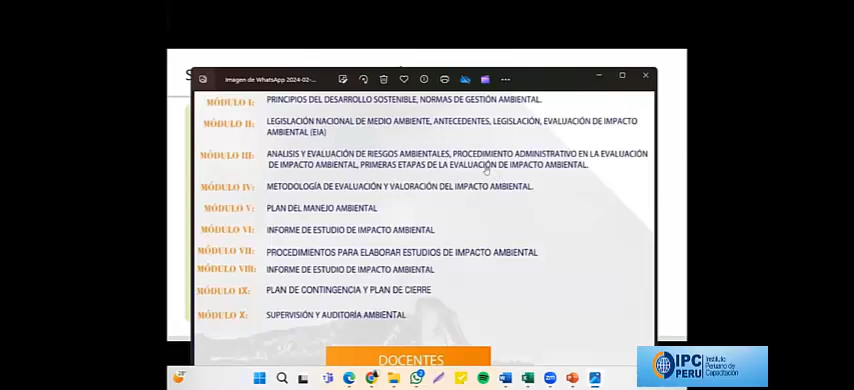 Imagen de WhatsApp 2024-02-...
MÓDULO I: PRINCIPIOS DEL DESARROLLO SOSTENIBLE, NORMAS DE GESTIÓN AMBIENTAL.
MÓDULO II: LEGISLACIÓN NACIONAL DE MEDIO AMBIENTE, ANTECEDENTES, LEGISLACIÓN, EVALUACIÓN DE IMPACTO
AMBIENTAL (EIA)
MÓDULO III: ANALISIS Y EVALUACIÓN DE RIESGOS AMBIENTALES, PROCEDIMIENTO ADMINISTRATIVO EN LA EVALUACIÓN
DE IMPACTO AMBIENTAL, PRIMERAS ETAPAS DE LA EVALUACIÓN DE IMPACTO AMBIENTAL.
MÓDULO IV: METODOLOGÍA DE EVALUACIÓN Y VALORACIÓN DEL IMPACTO AMBIENTAL.
MÓDULO V: PLAN DEL MANEJO AMBIENTAL
MÓDULO VI: INFORME DE ESTUDIO DE IMPACTO AMBIENTAL
MÓDULO VII: PROCEDIMIENTOS PARA ELABORAR ESTUDIOS DE IMPACTO AMBIENTAL
MÓDULO VIII: INFORME DE ESTUDIO DE IMPACTO AMBIENTAL
MÓDULO IX: PLAN DE CONTINGENCIA Y PLAN DE CIERRE
MÓDULO X: SUPERVISIÓN Y AUDITORÍA AMBIENTAL
DOCENTES
IPC PERU
Instituto
Peruano de
Capacitación